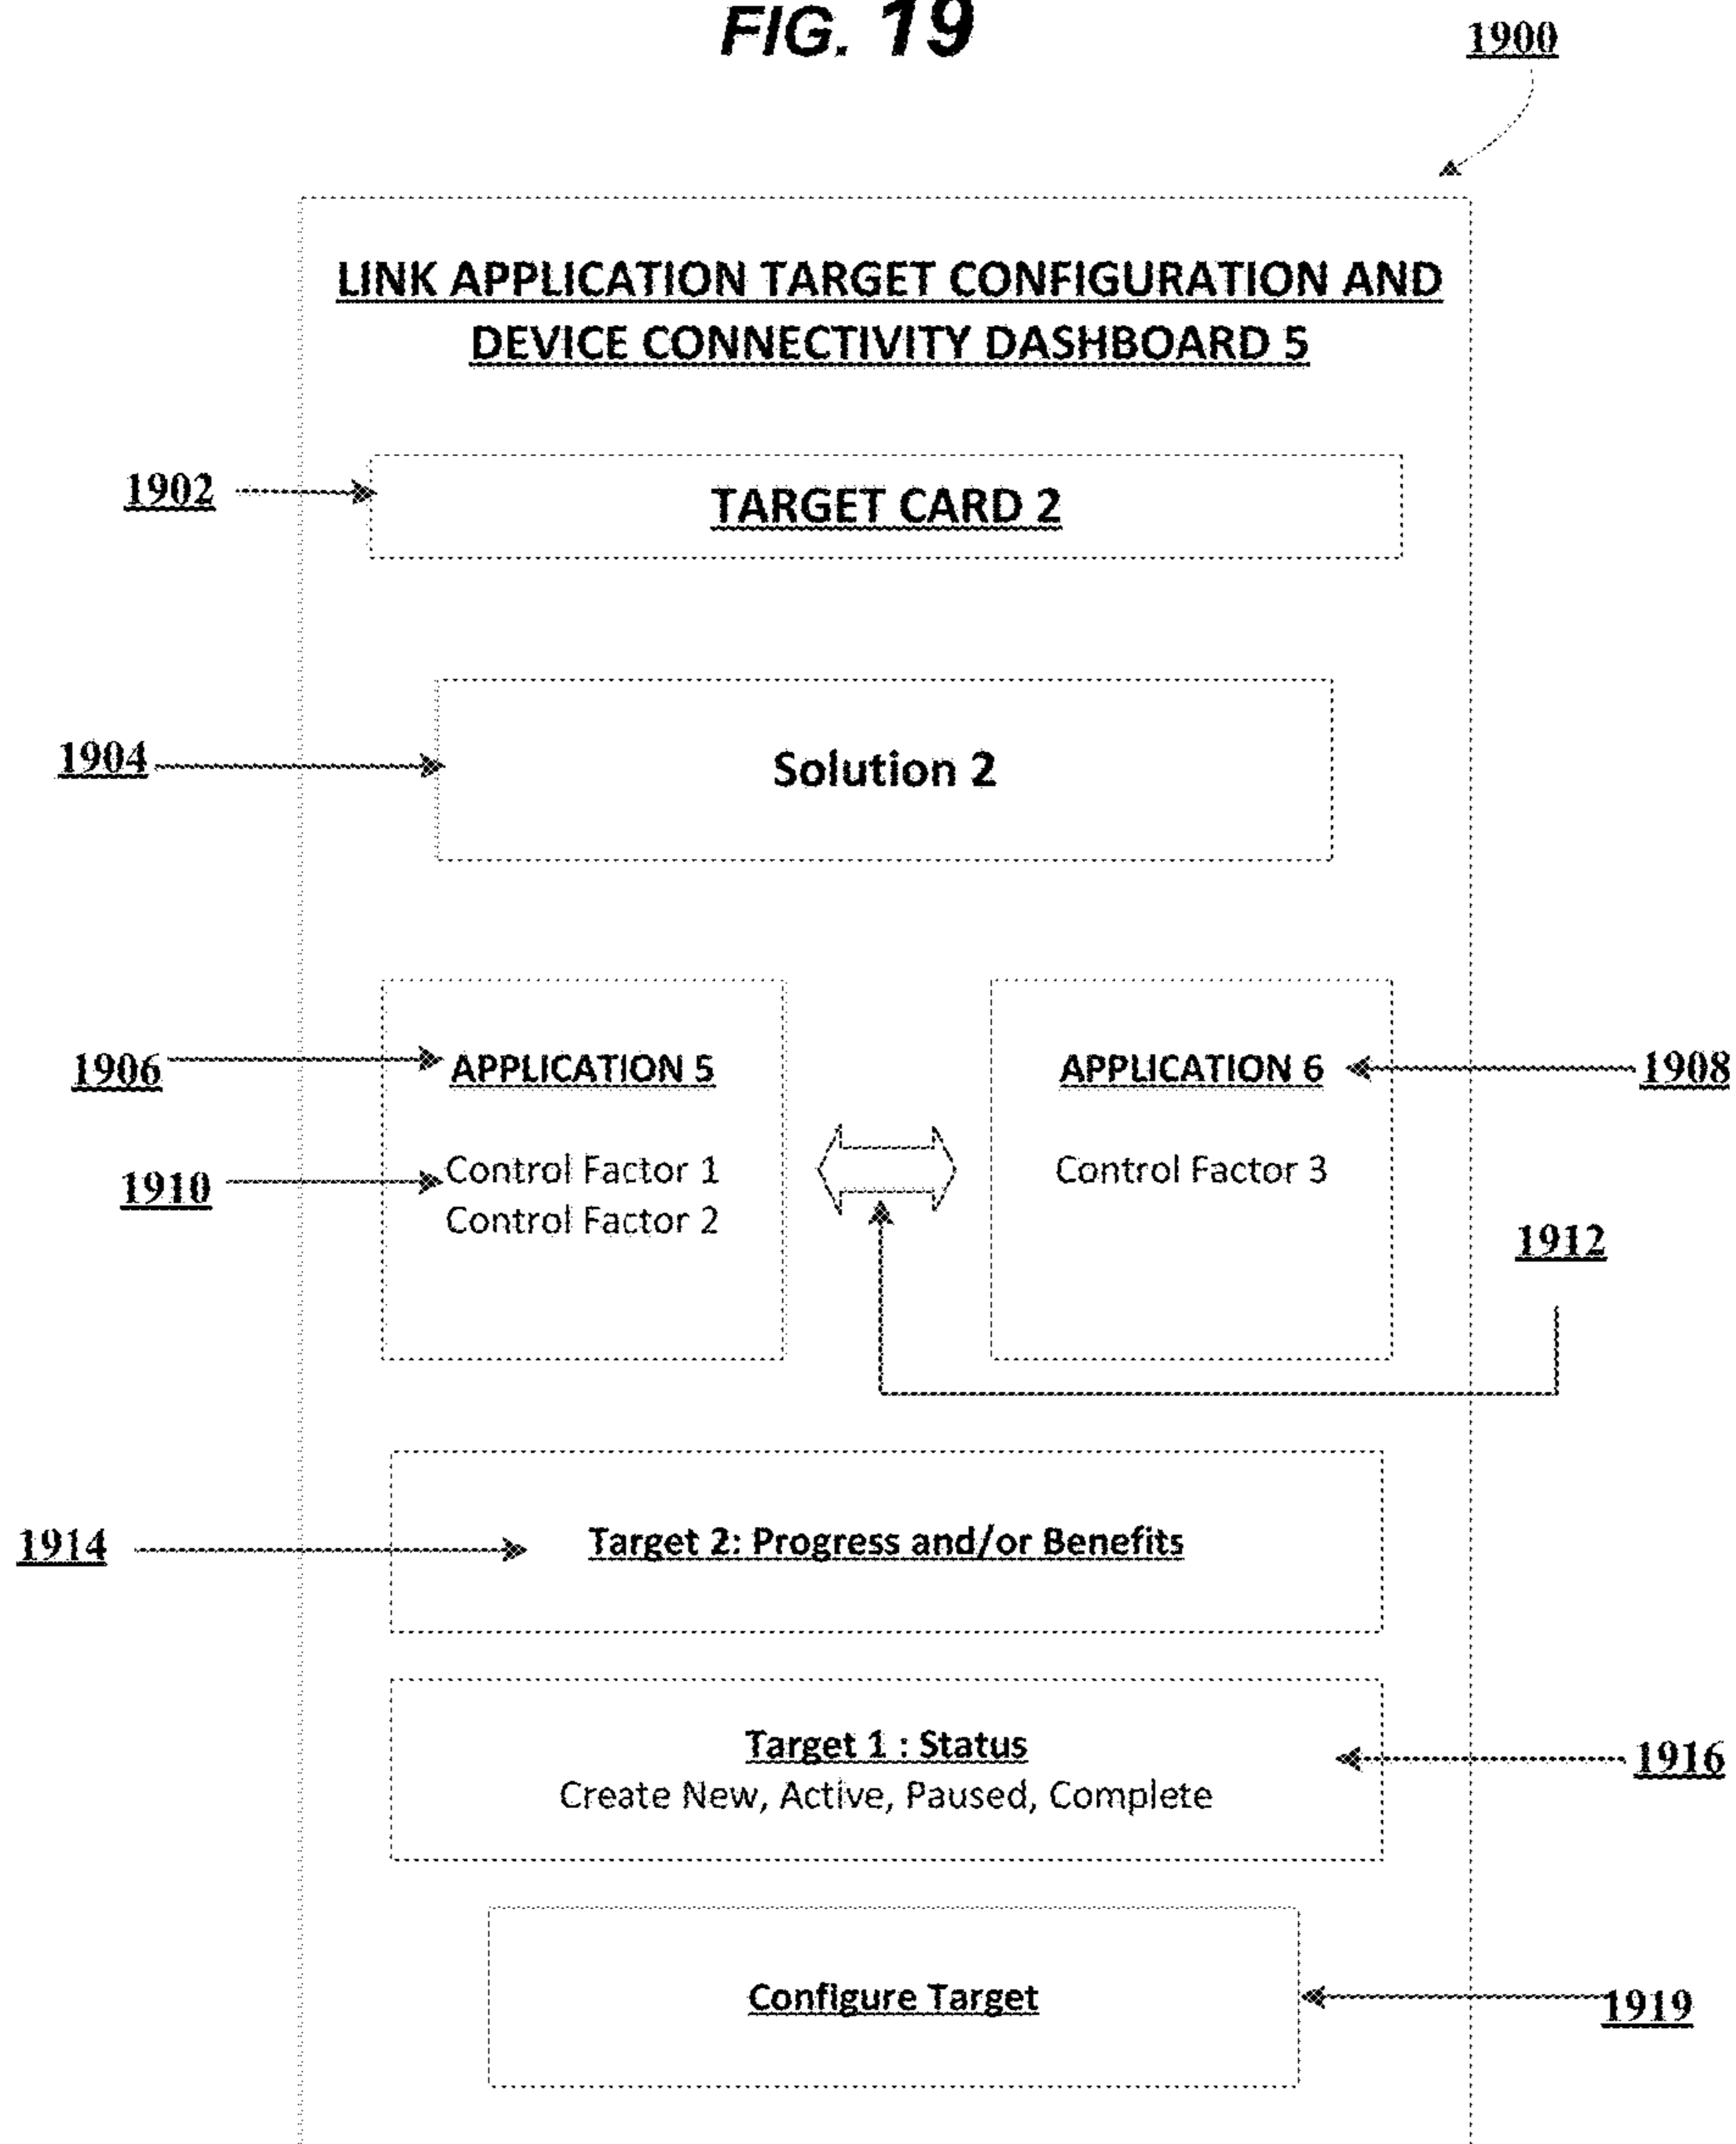 FIG. 19
1900
LINK APPLICATION TARGET CONFIGURATION AND
DEVICE CONNECTIVITY DASHBOARD 5
1902
TARGET CARD 2
1904
Solution 2
1906
APPLICATION 5
APPLICATION 6
1908
1910
Control Factor 1
Control Factor 2
Control Factor 3
1912
1914
Target 2: Progress and/or Benefits
Target 1 : Status
Create New, Active, Paused, Complete
1916
Configure Target
1919